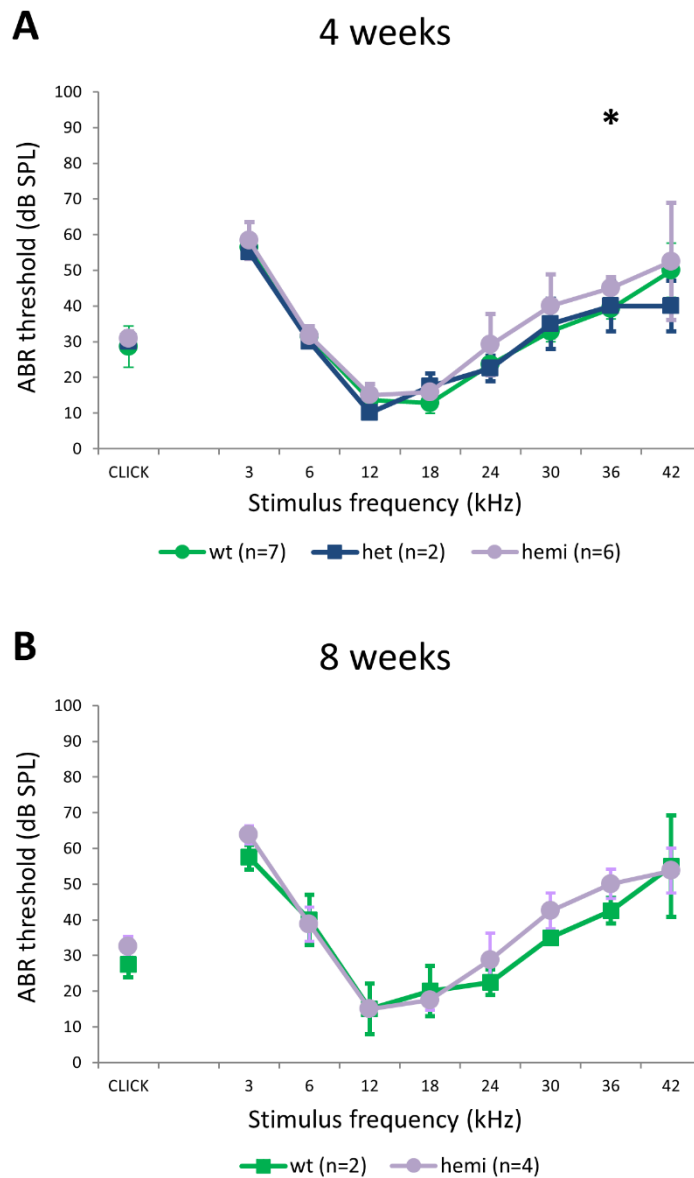 A
4 weeks
ABR threshold (dB SPL)
100
90
80
70
60
50
40
30
20
10
0
*
CLICK 3 6 12 18 24 30 36 42
Stimulus frequency (kHz)
wt (n=7) het (n=2) hemi (n=6)
B
8 weeks
ABR threshold (dB SPL)
100
90
80
70
60
50
40
30
20
10
0
CLICK 3 6 12 18 24 30 36 42
Stimulus frequency (kHz)
wt (n=2) hemi (n=4)